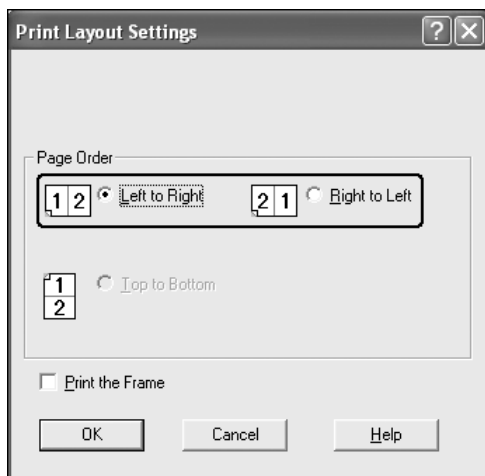 Print Layout Settings
Page Order
1 2 Left to Right 2 1 Right to Left
1 Top to Bottom
2
Print the Frame
OK Cancel Help